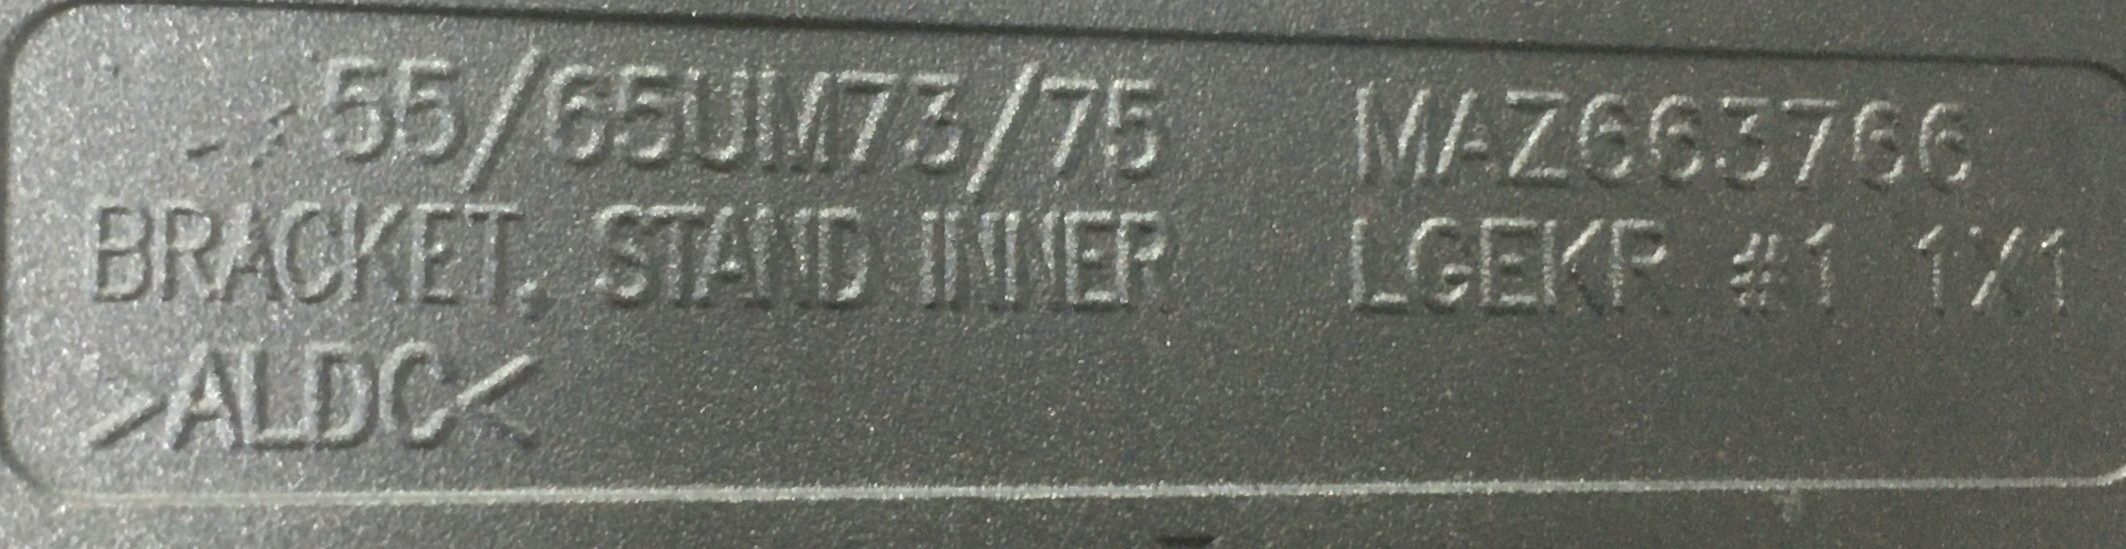 55/65UM73/75 MAZ663766
BRACKET, STAND INNER LGEKR #1 1X1
>ALDC<